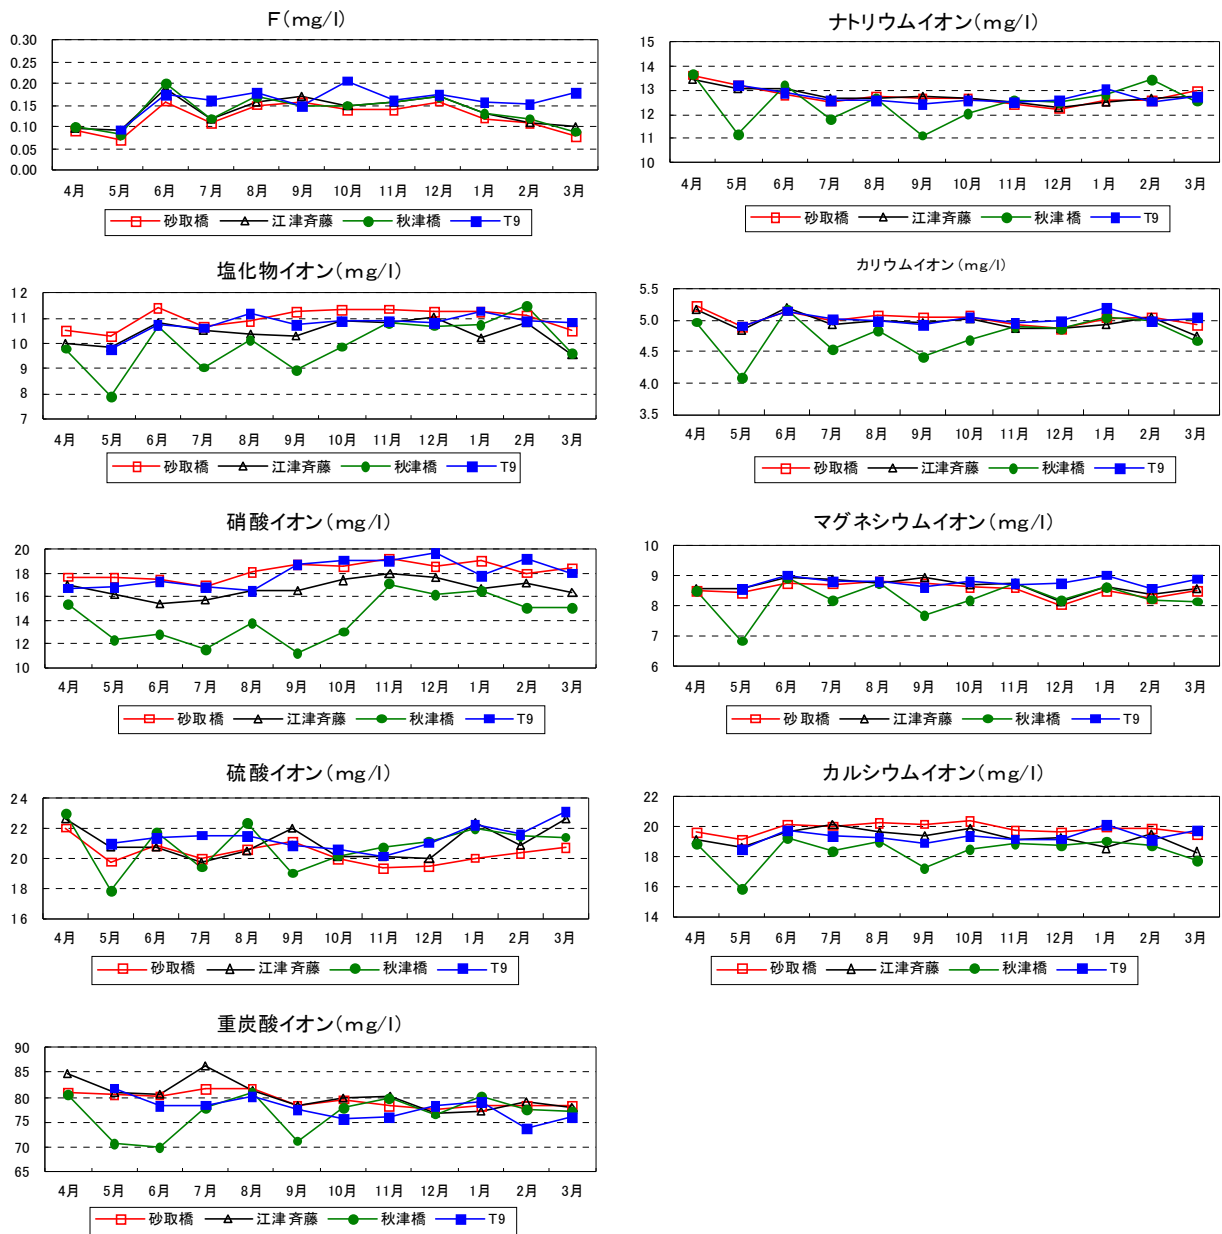 F(mg/l)
0.30
0.25
0.20
0.15
0.10
0.05
0.00
4月 5月 6月 7月 8月 9月 10月 11月 12月 1月 2月 3月
砂取橋 江津斉藤 秋津橋 T9
ナトリウムイオン(mg/l)
15
14
13
12
11
10
4月 5月 6月 7月 8月 9月 10月 11月 12月 1月 2月 3月
砂取橋 江津斉藤 秋津橋 T9
塩化物イオン(mg/l)
12
11
10
9
8
7
4月 5月 6月 7月 8月 9月 10月 11月 12月 1月 2月 3月
砂取橋 江津斉藤 秋津橋 T9
カリウムイオン(mg/l)
5.5
5.0
4.5
4.0
3.5
4月 5月 6月 7月 8月 9月 10月 11月 12月 1月 2月 3月
砂取橋 江津斉藤 秋津橋 T9
硝酸イオン(mg/l)
20
18
16
14
12
10
4月 5月 6月 7月 8月 9月 10月 11月 12月 1月 2月 3月
砂取橋 江津斉藤 秋津橋 T9
マグネシウムイオン(mg/l)
10
9
8
7
6
4月 5月 6月 7月 8月 9月 10月 11月 12月 1月 2月 3月
砂取橋 江津斉藤 秋津橋 T9
硫酸イオン(mg/l)
24
22
20
18
16
4月 5月 6月 7月 8月 9月 10月 11月 12月 1月 2月 3月
砂取橋 江津斉藤 秋津橋 T9
カルシウムイオン(mg/l)
22
20
18
16
14
4月 5月 6月 7月 8月 9月 10月 11月 12月 1月 2月 3月
砂取橋 江津斉藤 秋津橋 T9
重炭酸イオン(mg/l)
90
85
80
75
70
65
4月 5月 6月 7月 8月 9月 10月 11月 12月 1月 2月 3月
砂取橋 江津斉藤 秋津橋 T9